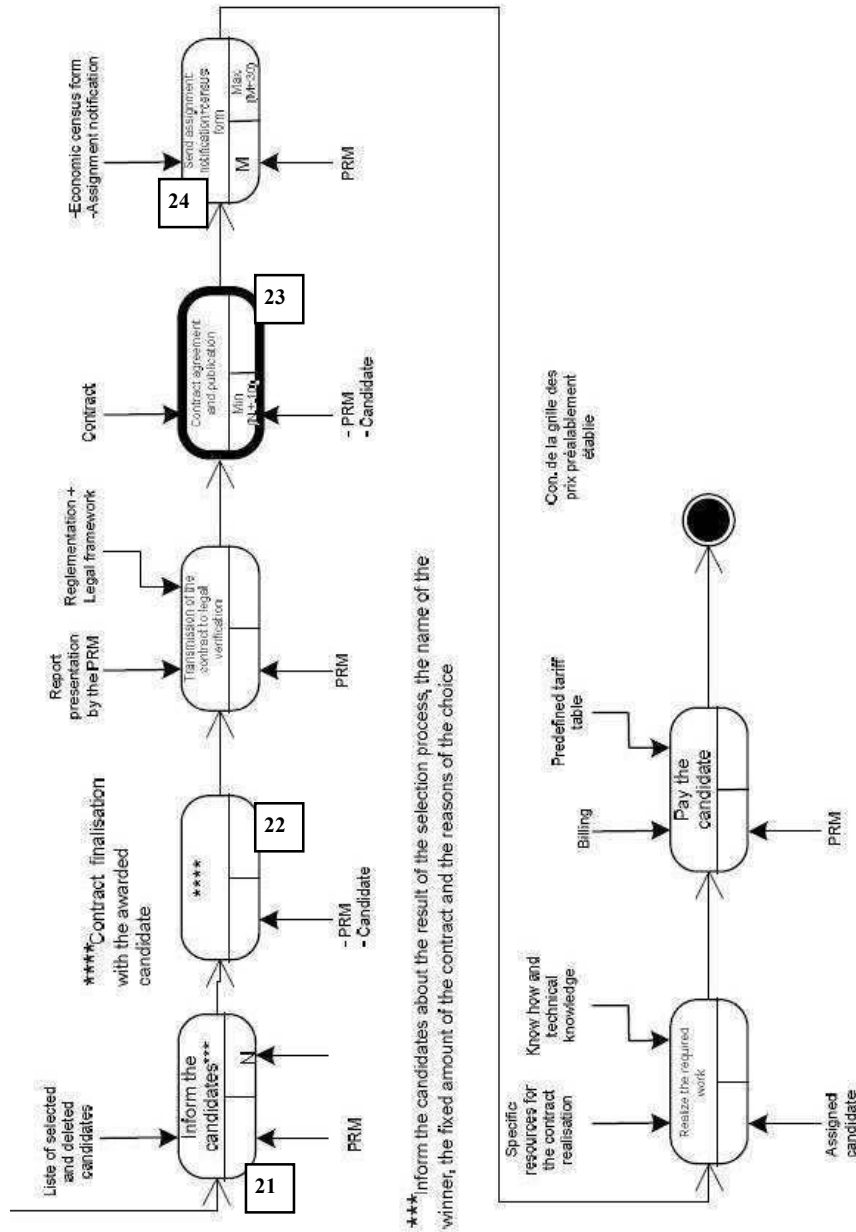 Liste of selected
and deleted
candidates
Inform the
candidates***
N
21
PRM
****Contract finalisation
with the awarded
candidate
****
22
- PRM
- Candidate
Report
presentation
by the PRM
Reglementation +
Legal framework
Transmission of the
contract to legal
verification
PRM
Contract
Contract agreement
and publication
Min
23
- PRM
- Candidate
-Economic census form
-Assignment notification
Send assignment
notification+census
form
M
Max
(M+30)
24
PRM
***Inform the candidates about the result of the selection process, the name of the
winner, the fixed amount of the contract and the reasons of the choice
Specific
resources for
the contract
realisation
Know how and
technical
knowledge
Realize the required
work
Assigned
candidate
Billing
Predefined tariff
table
Pay the
candidate
PRM
Con. de la grille des
prix préalablement
établie